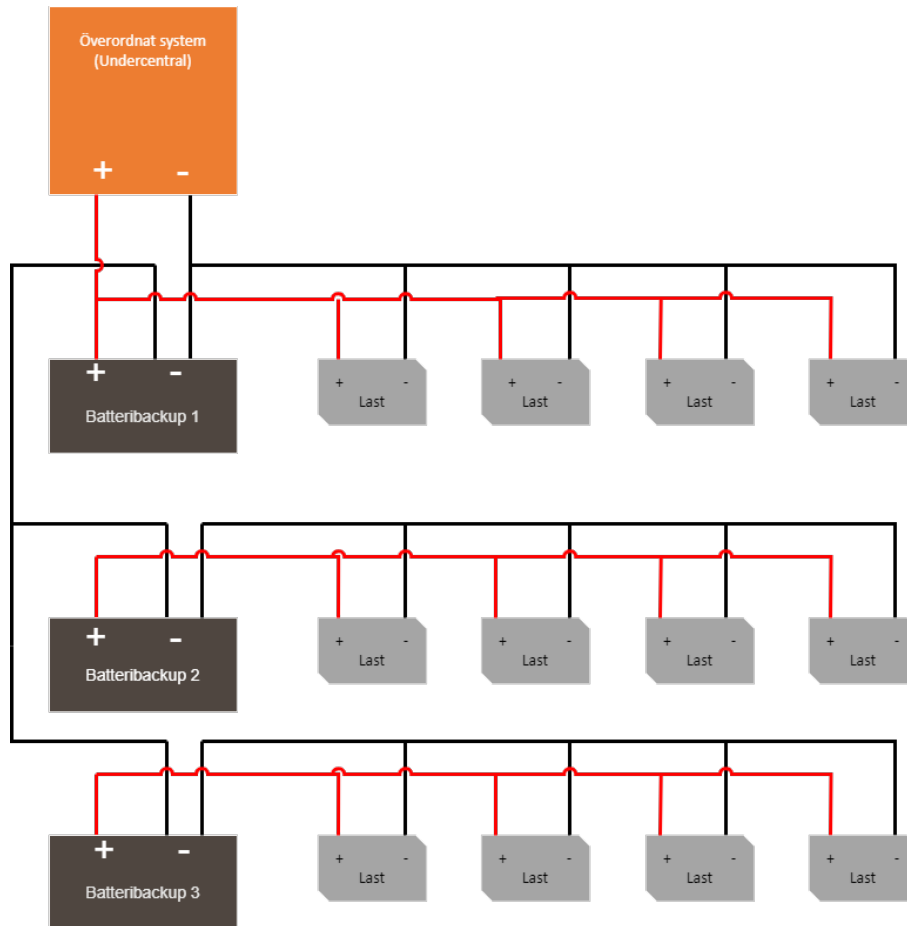 Överordnat system
(Undercentral)
+ -
+ -
Batteribackup 1
+ -
Last
+ -
Last
+ -
Last
+ -
Last
+ -
Batteribackup 2
+ -
Last
+ -
Last
+ -
Last
+ -
Last
+ -
Batteribackup 3
+ -
Last
+ -
Last
+ -
Last
+ -
Last